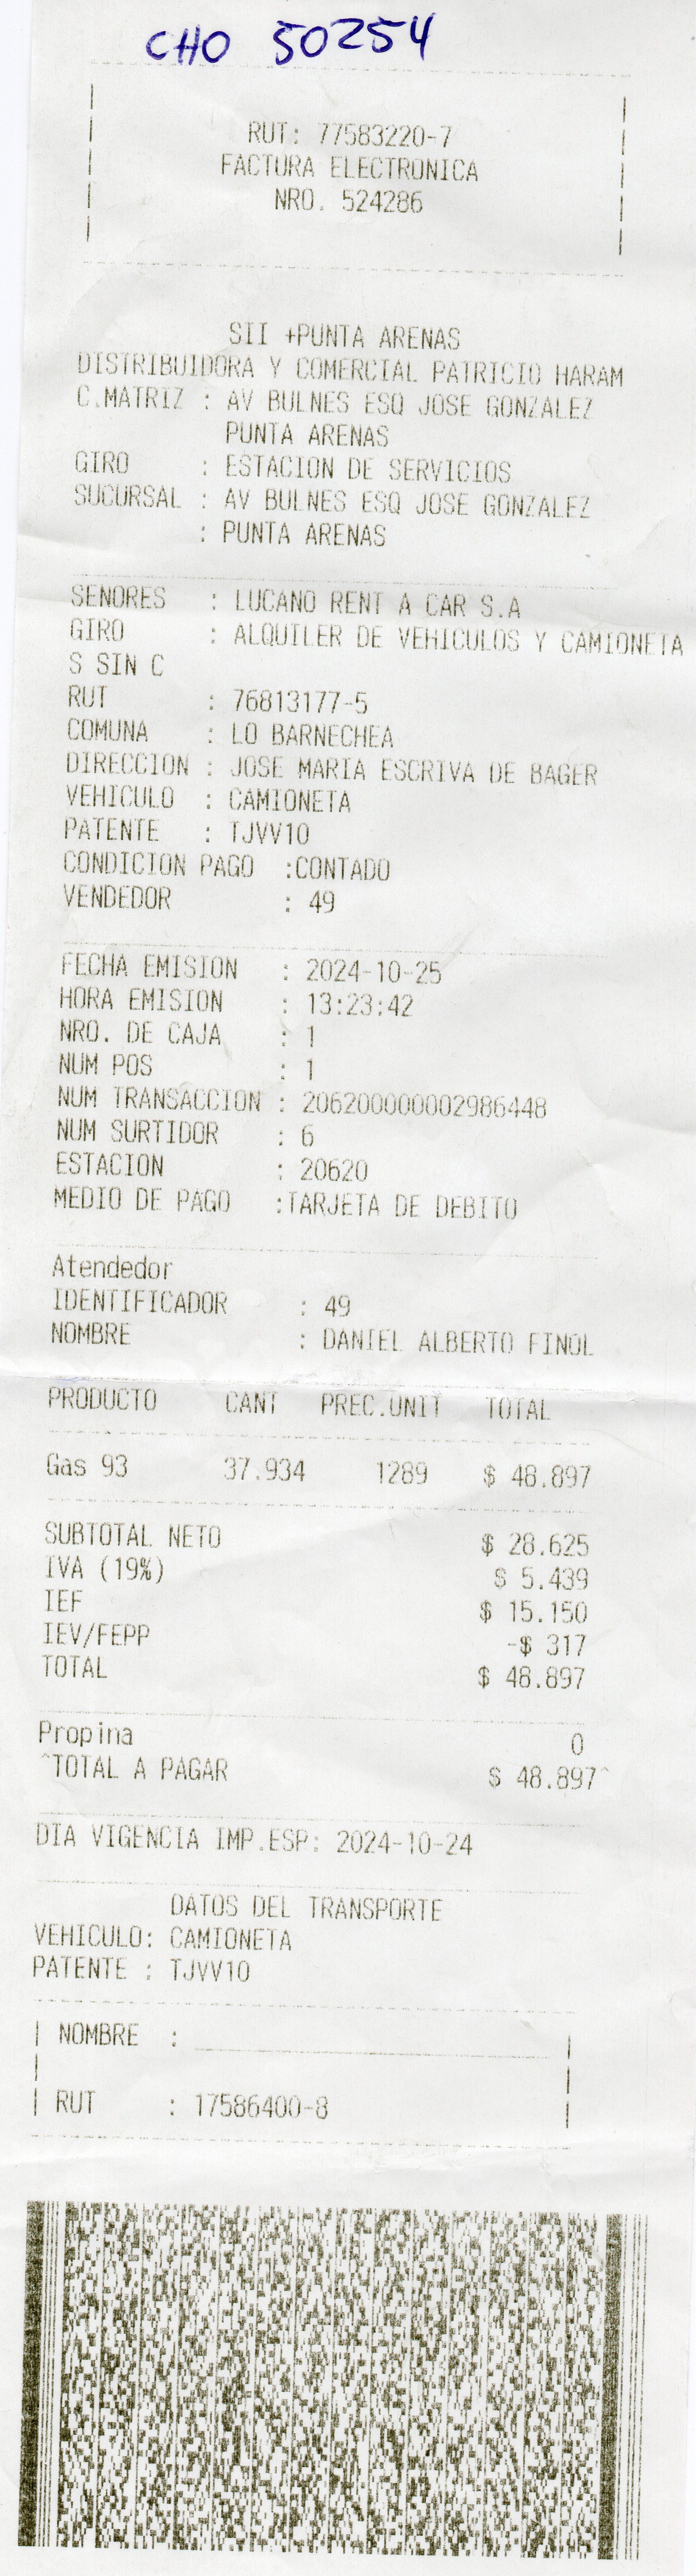 CHO 50254
RUT: 77583220-7
FACTURA ELECTRONICA
NRO. 524286
SII +PUNTA ARENAS
DISTRIBUIDORA Y COMERCIAL PATRICIO HARAM
C.MATRIZ : AV BULNES ESQ JOSE GONZALEZ
PUNTA ARENAS
GIRO : ESTACION DE SERVICIOS
SUCURSAL : AV BULNES ESQ JOSE GONZALEZ
: PUNTA ARENAS
SENORES : LUCANO RENT A CAR S.A
GIRO : ALQUILER DE VEHICULOS Y CAMIONETA
S SIN C
RUT : 76813177-5
COMUNA : LO BARNECHEA
DIRECCION : JOSE MARIA ESCRIVA DE BAGER
VEHICULO : CAMIONETA
PATENTE : TJVV10
CONDICION PAGO :CONTADO
VENDEDOR : 49
FECHA EMISION : 2024-10-25
HORA EMISION : 13:23:42
NRO. DE CAJA : 1
NUM POS : 1
NUM TRANSACCION : 206200000002986448
NUM SURTIDOR : 6
ESTACION : 20620
MEDIO DE PAGO :TARJETA DE DEBITO
Atendedor
IDENTIFICADOR : 49
NOMBRE : DANIEL ALBERTO FINOL
PRODUCTO CANT PREC.UNIT TOTAL
Gas 93 37.934 1289 $ 48.897
SUBTOTAL NETO $ 28.625
IVA (19%) $ 5.439
IEF $ 15.150
IEV/FEPP -$ 317
TOTAL $ 48.897
Propina 0
^TOTAL A PAGAR $ 48.897^
DIA VIGENCIA IMP.ESP: 2024-10-24
DATOS DEL TRANSPORTE
VEHICULO: CAMIONETA
PATENTE : TJVV10
NOMBRE :
RUT : 17586400-8